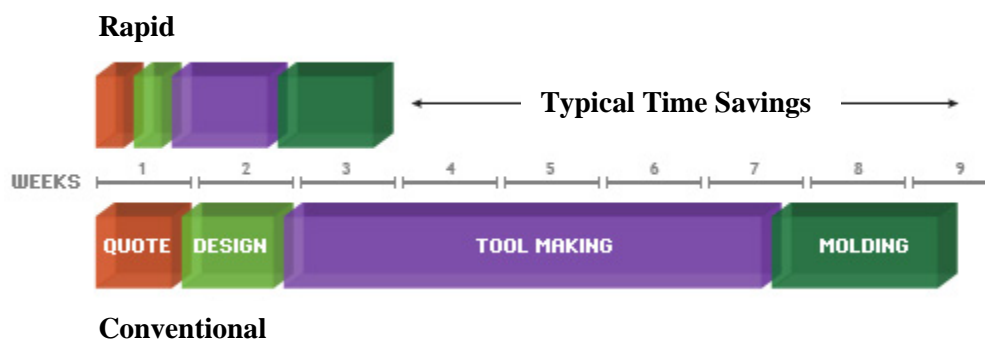 Rapid
Typical Time Savings
WEEKS 1 2 3 4 5 6 7 8 9
QUOTE DESIGN TOOL MAKING MOLDING
Conventional